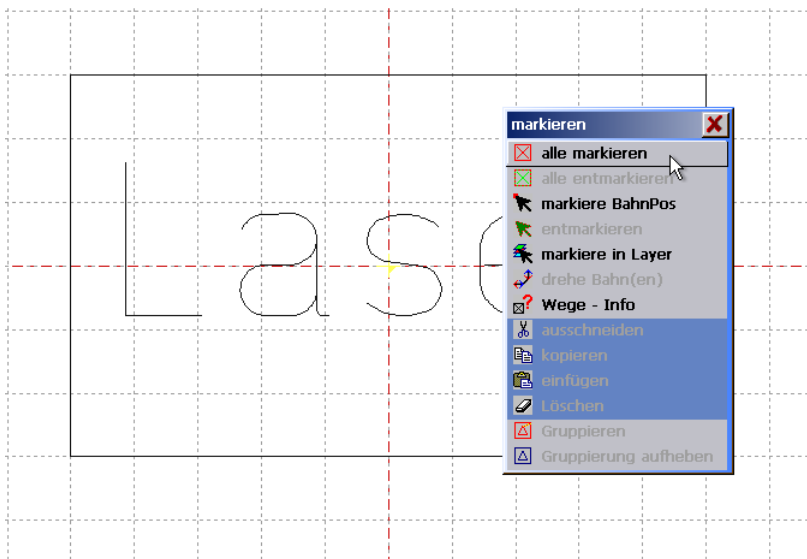 Lase
markieren
alle markieren
alle entmarkieren
markiere BahnPos
entmarkieren
markiere in Layer
drehe Bahn(en)
Wege - Info
ausschneiden
kopieren
einfügen
Löschen
Gruppieren
Gruppierung aufheben